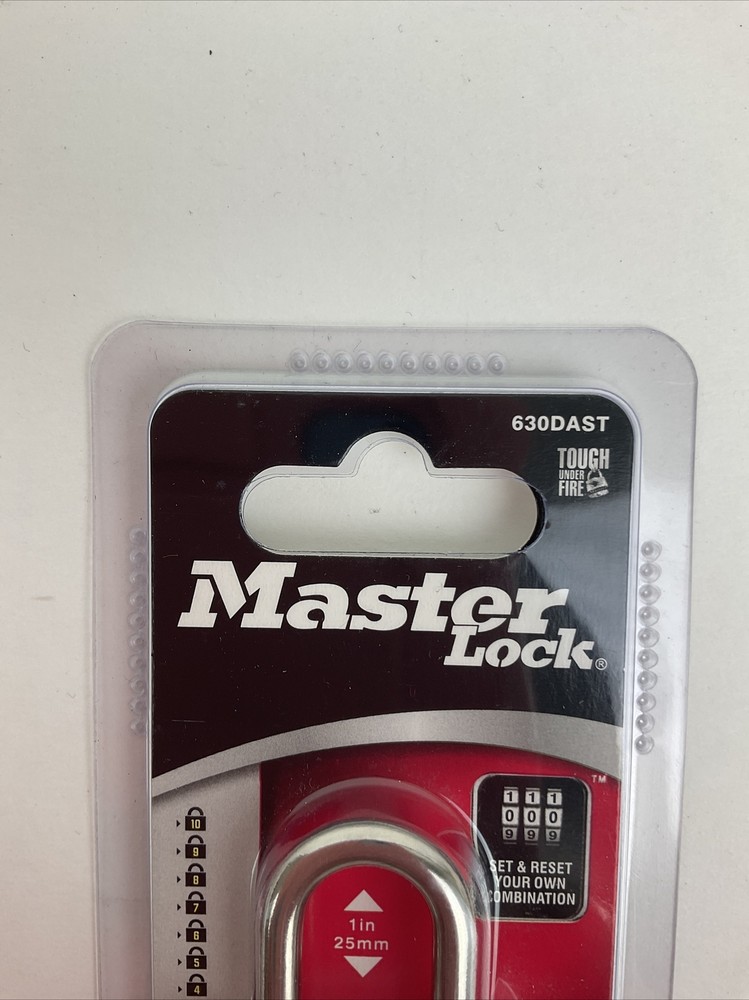 630DAST
TOUGH
UNDER
FIRE
Master
Lock®
TM
1 1 1
0 0 0
9 9 9
SET & RESET
YOUR OWN
COMBINATION
10
9
8
7
6
5
4
1in
25mm